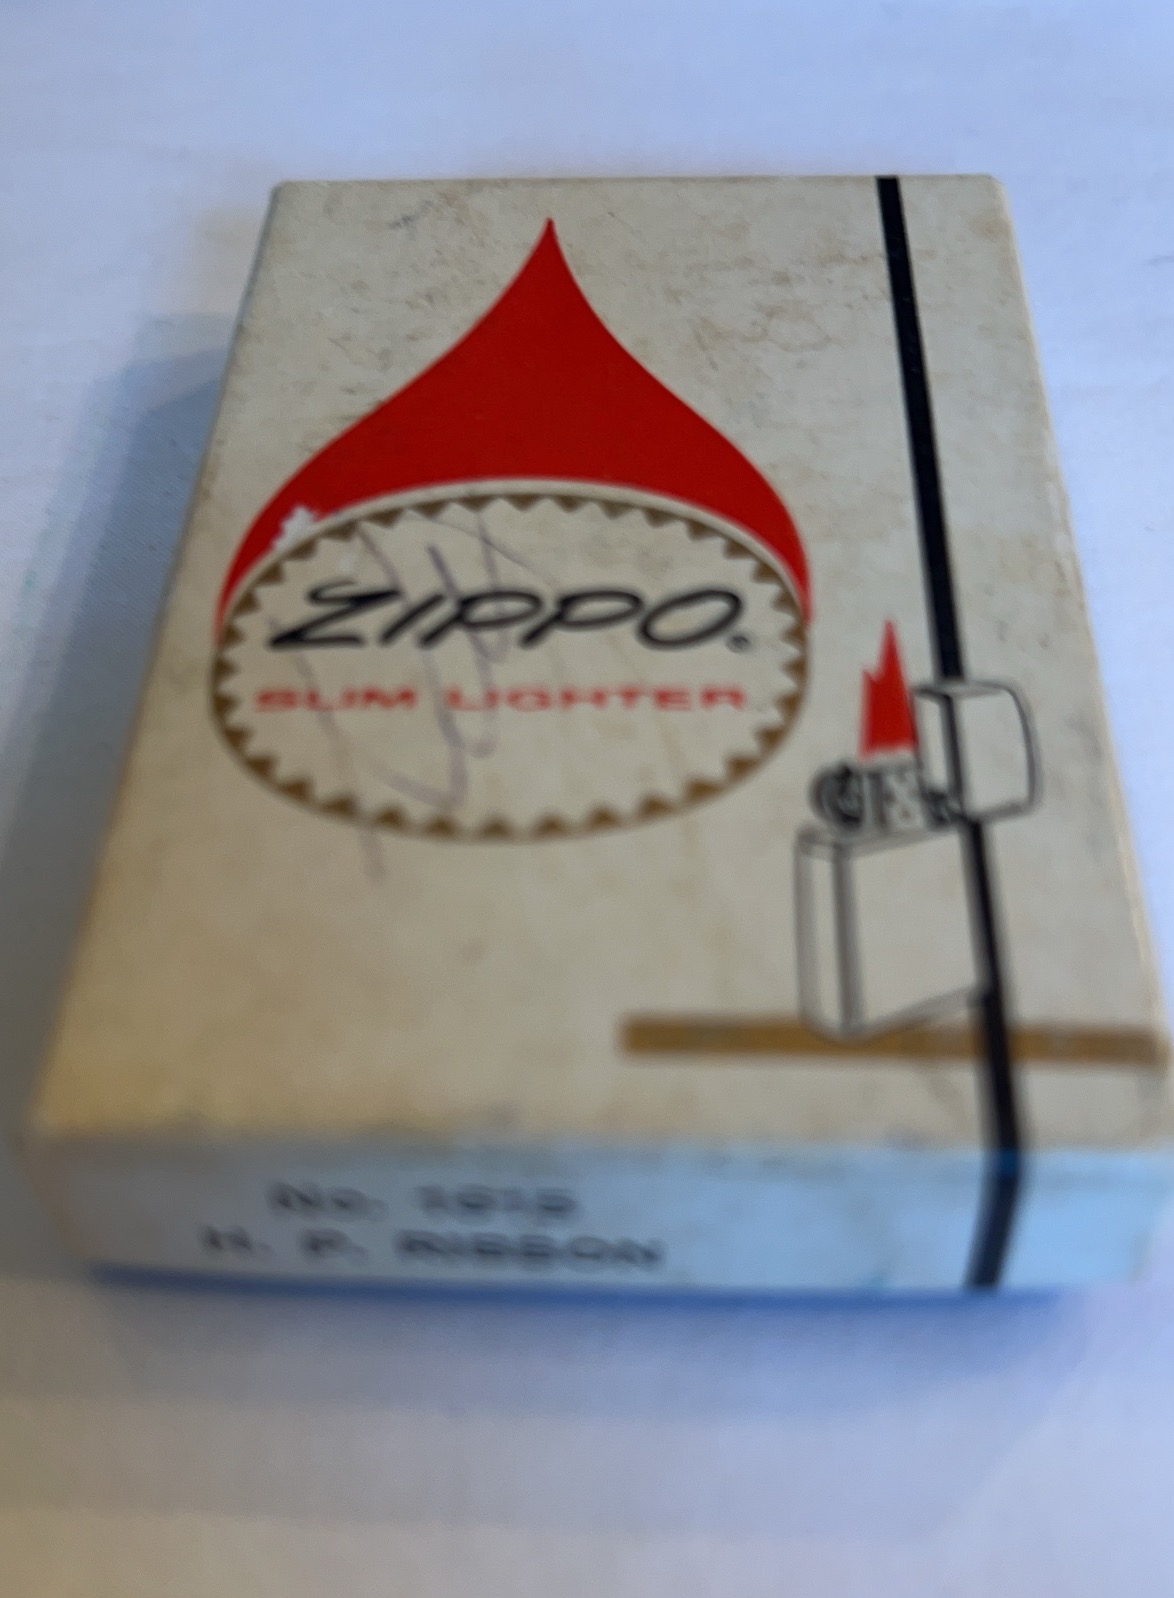 ZIPPO®
SLIM LIGHTER
No. 1615
H. P. RIBBON